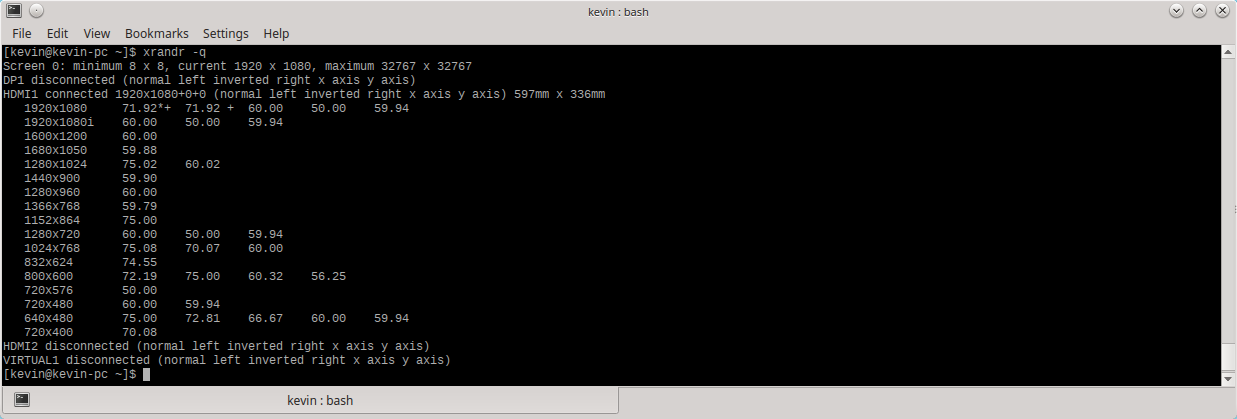 kevin : bash
File Edit View Bookmarks Settings Help
[kevin@kevin-pc ~]$ xrandr -q
Screen 0: minimum 8 x 8, current 1920 x 1080, maximum 32767 x 32767
DP1 disconnected (normal left inverted right x axis y axis)
HDMI1 connected 1920x1080+0+0 (normal left inverted right x axis y axis) 597mm x 336mm
   1920x1080     71.92*+  71.92 +  60.00    50.00    59.94
   1920x1080i    60.00    50.00    59.94
   1600x1200     60.00
   1680x1050     59.88
   1280x1024     75.02    60.02
   1440x900      59.90
   1280x960      60.00
   1366x768      59.79
   1152x864      75.00
   1280x720      60.00    50.00    59.94
   1024x768      75.08    70.07    60.00
   832x624       74.55
   800x600       72.19    75.00    60.32    56.25
   720x576       50.00
   720x480       60.00    59.94
   640x480       75.00    72.81    66.67    60.00    59.94
   720x400       70.08
HDMI2 disconnected (normal left inverted right x axis y axis)
VIRTUAL1 disconnected (normal left inverted right x axis y axis)
[kevin@kevin-pc ~]$
kevin : bash